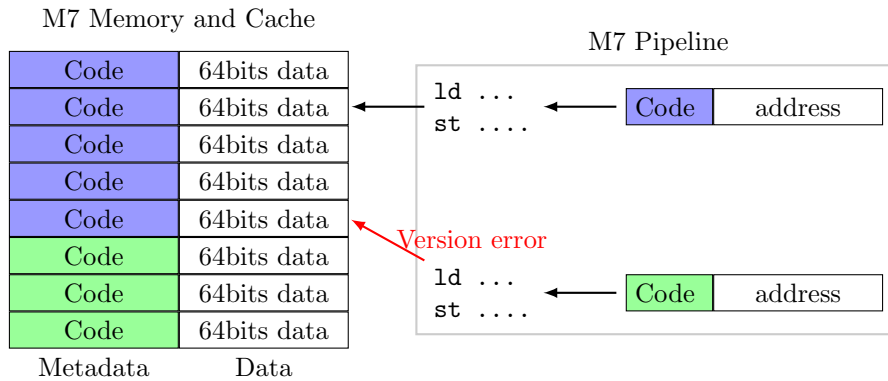 M7 Memory and Cache
M7 Pipeline
Code 64bits data
Code 64bits data
Code 64bits data
Code 64bits data
Code 64bits data
Code 64bits data
Code 64bits data
Code 64bits data
Metadata Data
ld ...
st ....
Code address
Version error
ld ...
st ....
Code address